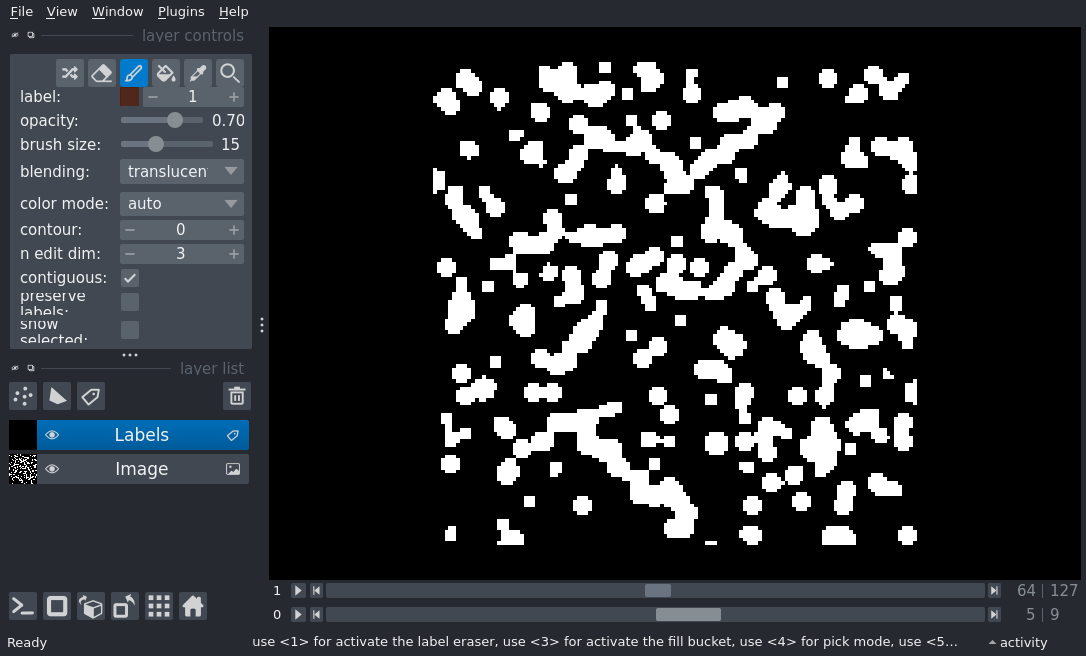 File View Window Plugins Help
layer controls
label: 1
opacity: 0.70
brush size: 15
blending: translucen
color mode: auto
contour: 0
n edit dim: 3
contiguous:
preserve
labels:
show
selected:
layer list
Labels
Image
1 64 127
0 5 9
Ready use <1> for activate the label eraser, use <3> for activate the fill bucket, use <4> for pick mode, use <5... activity